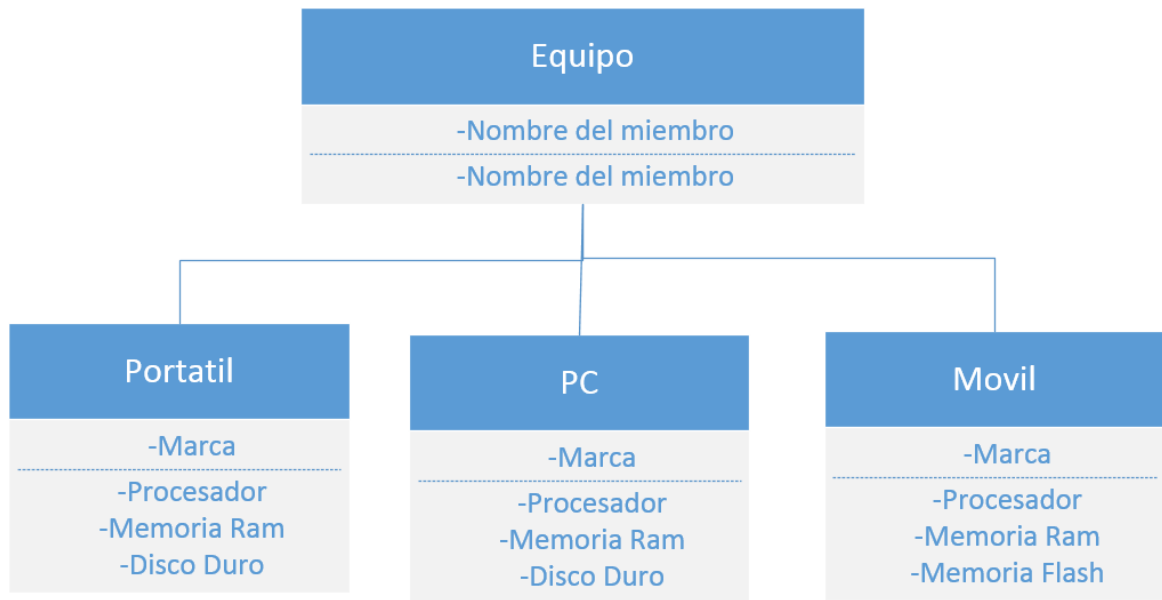 Equipo
-Nombre del miembro
-Nombre del miembro
Portatil
-Marca
-Procesador
-Memoria Ram
-Disco Duro
PC
-Marca
-Procesador
-Memoria Ram
-Disco Duro
Movil
-Marca
-Procesador
-Memoria Ram
-Memoria Flash